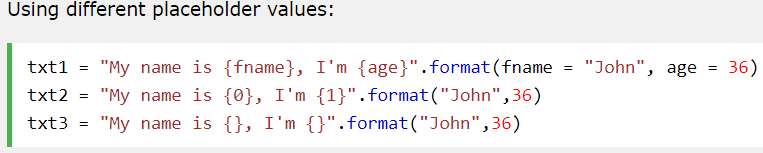 Using different placeholder values:
txt1 = "My name is {fname}, I'm {age}".format(fname = "John", age = 36)
txt2 = "My name is {0}, I'm {1}".format("John",36)
txt3 = "My name is {}, I'm {}".format("John",36)